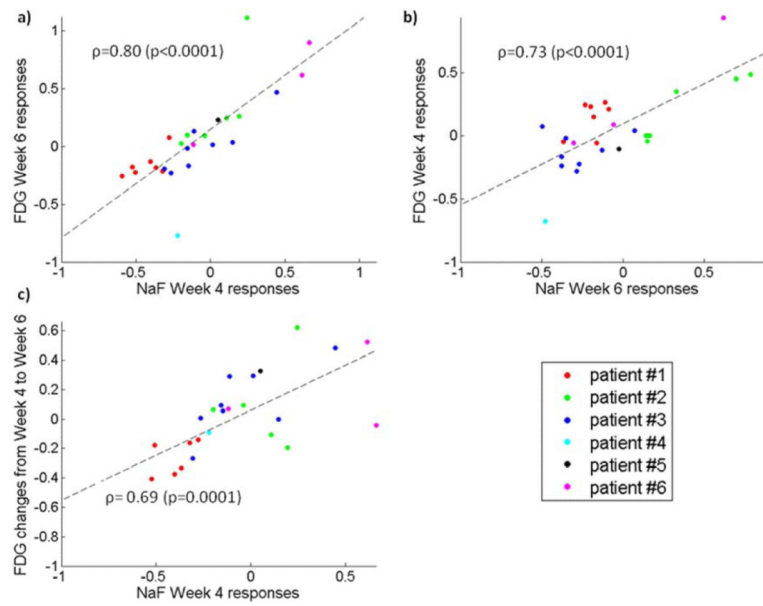 a)
ρ=0.80 (p<0.0001)
FDG Week 6 responses
1
0.5
0
-0.5
-1
-1 -0.5 0 0.5 1
NaF Week 4 responses
b)
ρ=0.73 (p<0.0001)
FDG Week 4 responses
0.5
0
-0.5
-1
-1 -0.5 0 0.5
NaF Week 6 responses
c)
FDG changes from Week 4 to Week 6
0.6
0.4
0.2
0
-0.2
-0.4
-0.6
-0.8
-1
ρ= 0.69 (p=0.0001)
-1 -0.5 0 0.5
NaF Week 4 responses
patient #1
patient #2
patient #3
patient #4
patient #5
patient #6